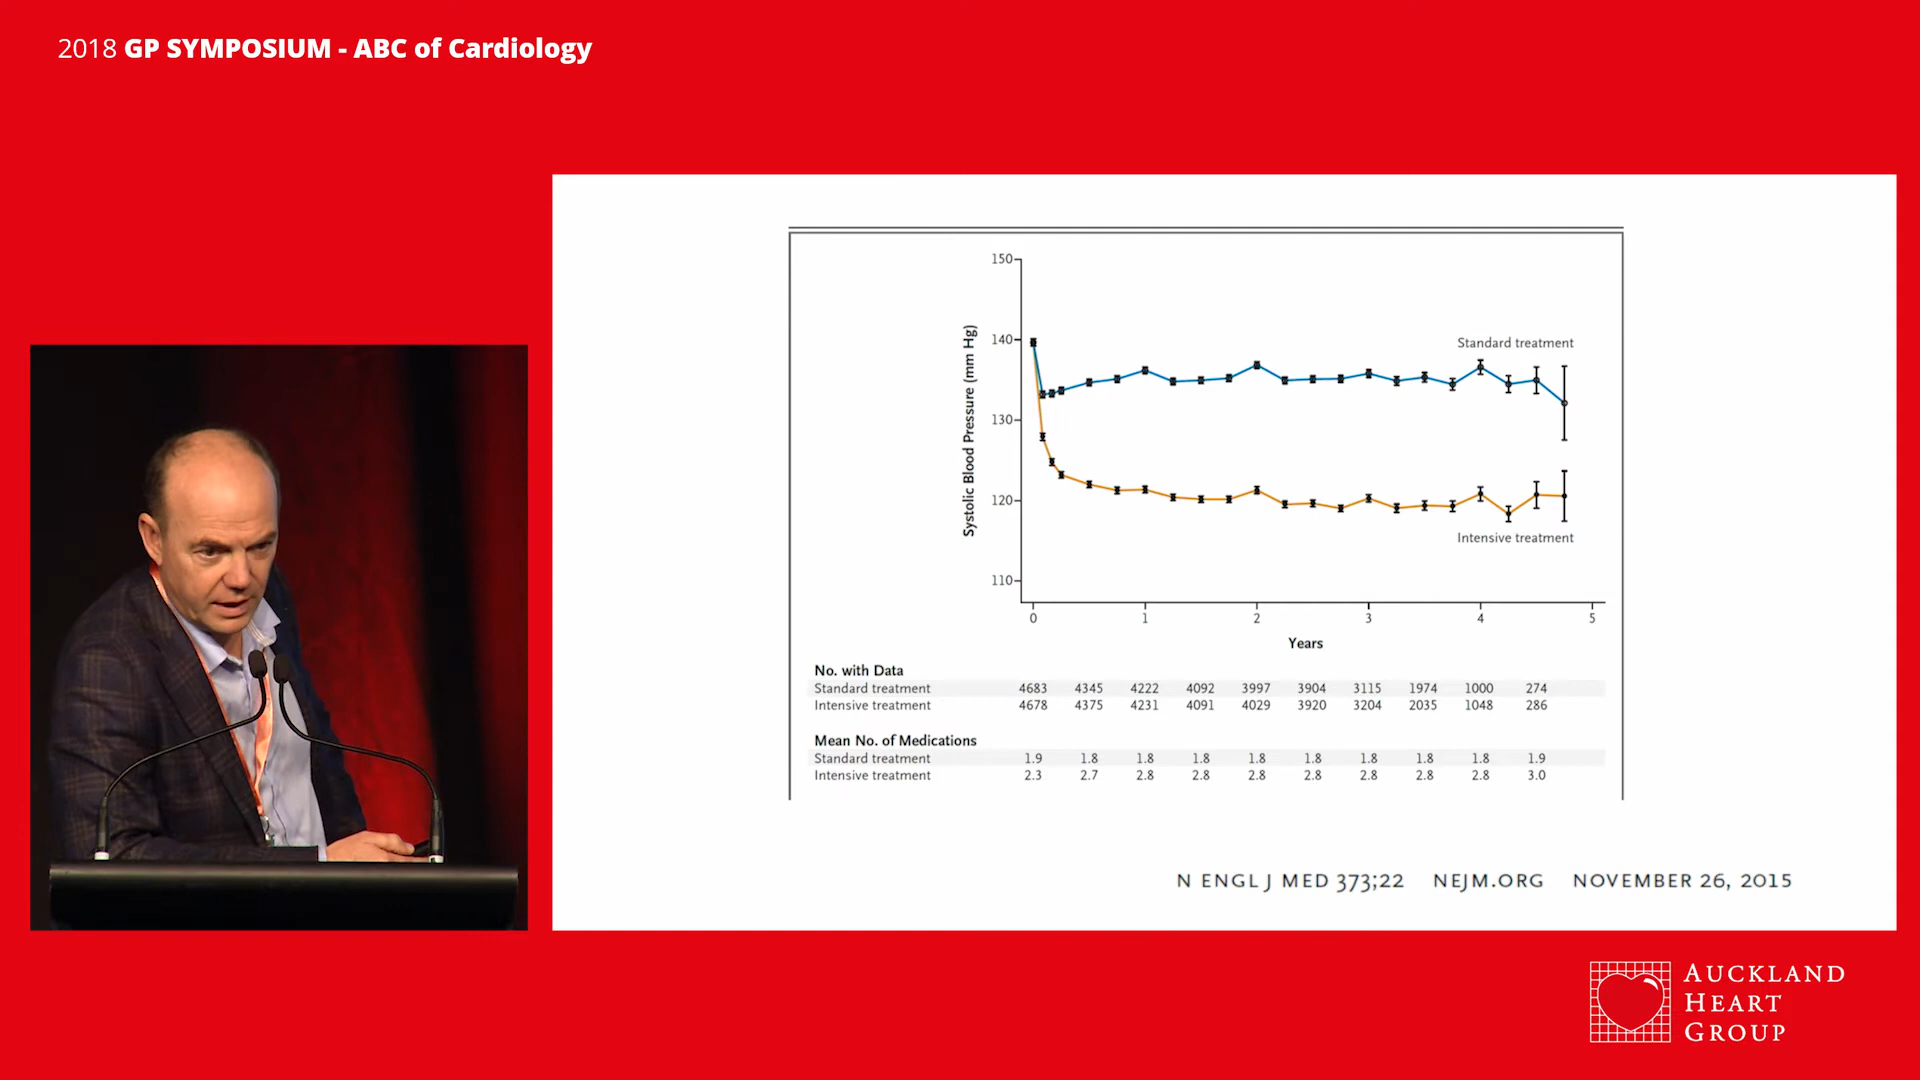 2018 GP SYMPOSIUM - ABC of Cardiology
150
140
130
120
110
Systolic Blood Pressure (mm Hg)
Standard treatment
Intensive treatment
0 1 2 3 4 5
Years
No. with Data
Standard treatment 4683 4345 4222 4092 3997 3904 3115 1974 1000 274
Intensive treatment 4678 4375 4231 4091 4029 3920 3204 2035 1048 286
Mean No. of Medications
Standard treatment 1.9 1.8 1.8 1.8 1.8 1.8 1.8 1.8 1.8 1.9
Intensive treatment 2.3 2.7 2.8 2.8 2.8 2.8 2.8 2.8 2.8 3.0
N ENGL J MED 373;22 NEJM.ORG NOVEMBER 26, 2015
AUCKLAND
HEART
GROUP